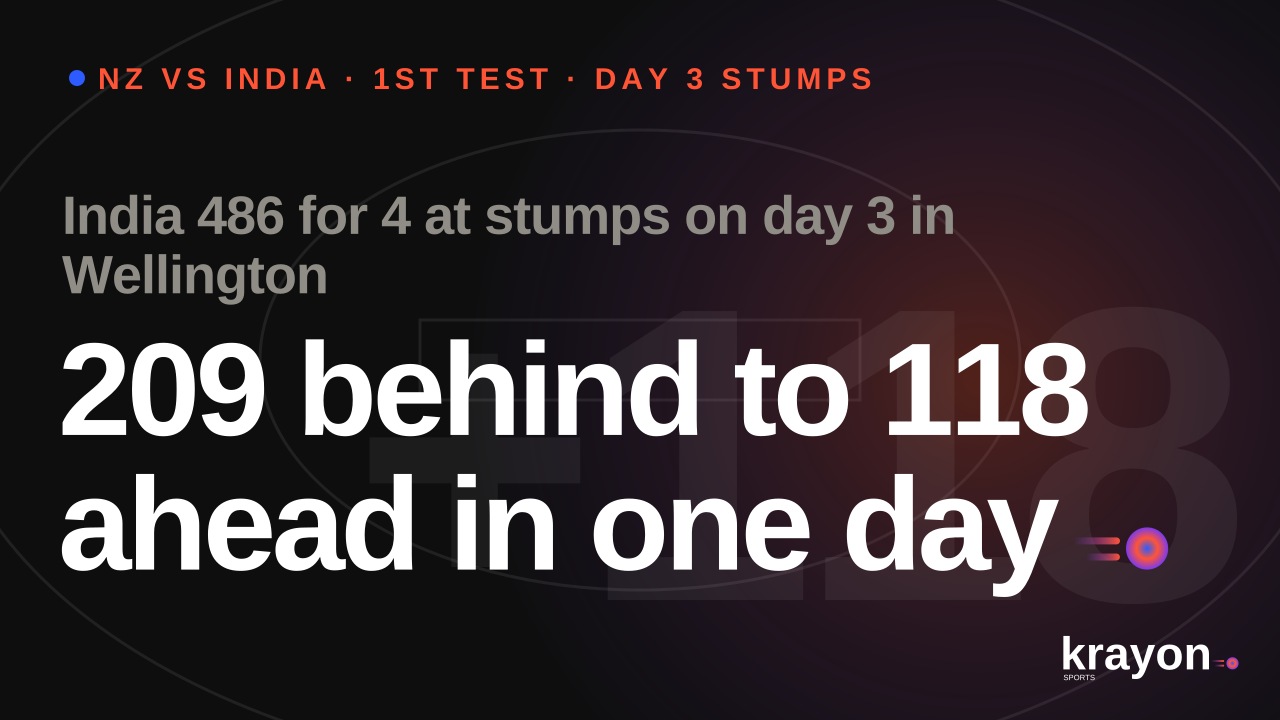 NZ VS INDIA · 1ST TEST · DAY 3 STUMPS
India 486 for 4 at stumps on day 3 in
Wellington
+118
209 behind to 118
ahead in one day
krayon
SPORTS